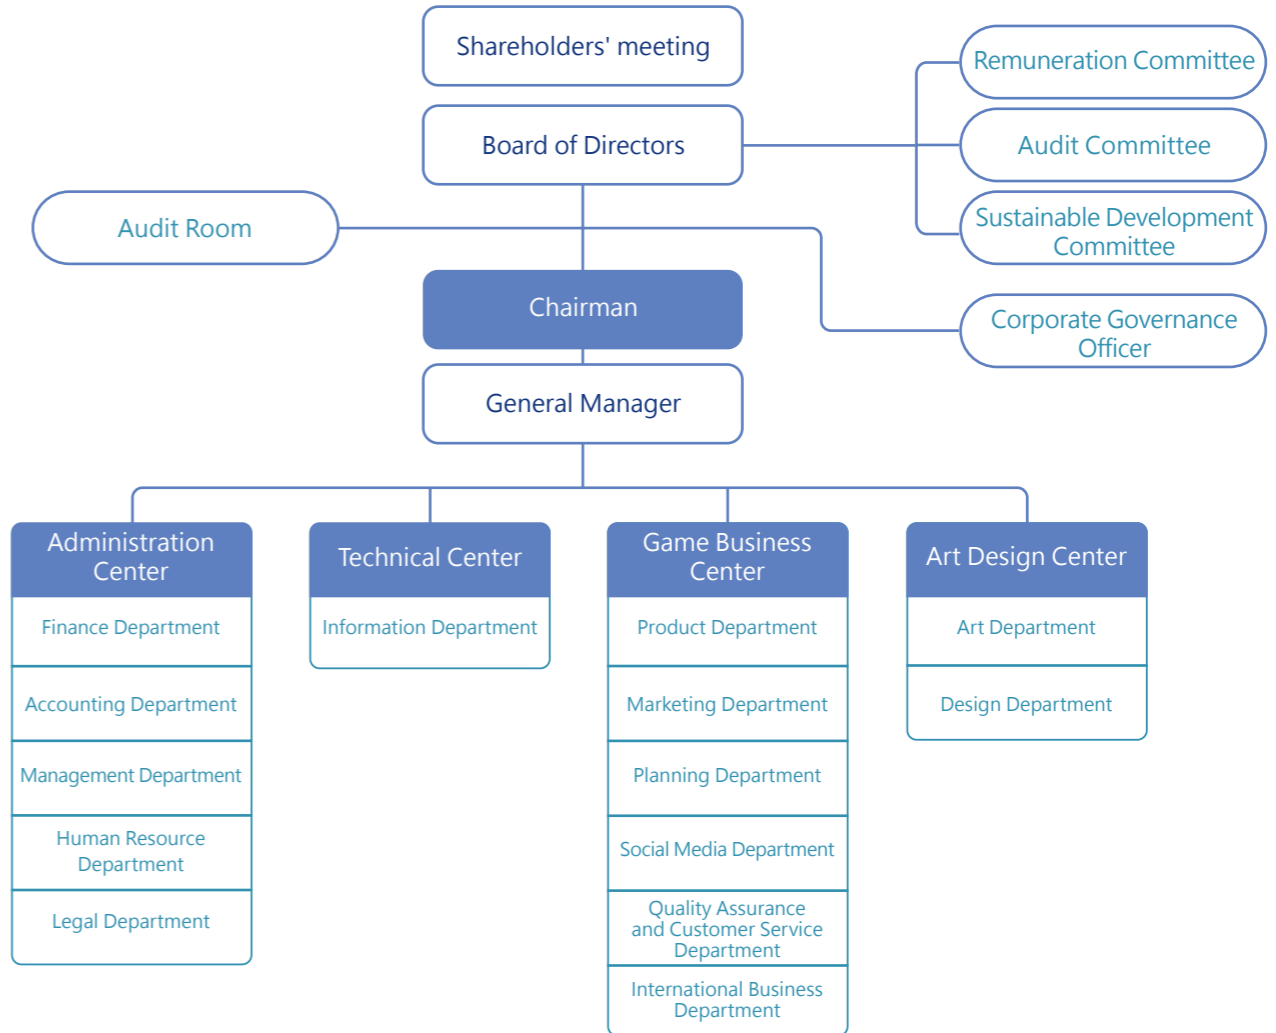 Shareholders' meeting
Board of Directors
Remuneration Committee
Audit Committee
Sustainable Development
Committee
Audit Room
Corporate Governance
Officer
Chairman
General Manager
Administration
Center
Finance Department
Accounting Department
Management Department
Human Resource
Department
Legal Department
Technical Center
Information Department
Game Business
Center
Product Department
Marketing Department
Planning Department
Social Media Department
Quality Assurance
and Customer Service
Department
International Business
Department
Art Design Center
Art Department
Design Department